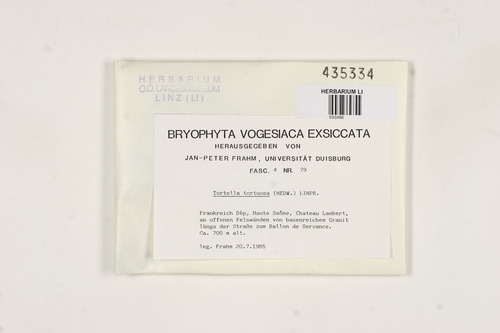 435334
HERBARIUM
O.Ö. LANDESMUSEUM
LINZ (LI)
HERBARIUM LI
BRYOPHYTA VOGESIACA EXSICCATA
HERAUSGEGEBEN VON
JAN-PETER FRAHM, UNIVERSITÄT DUISBURG
FASC. 4 NR. 79
Tortella tortuosa (HEDW.) LIMPR.
Frankreich Dép, Haute Saône, Chateau Lambert,
an offenen Felswänden von basenreichen Granit
längs der Straße zum Ballon de Servance.
Ca. 700 m alt.
leg. Frahm 20.7.1985